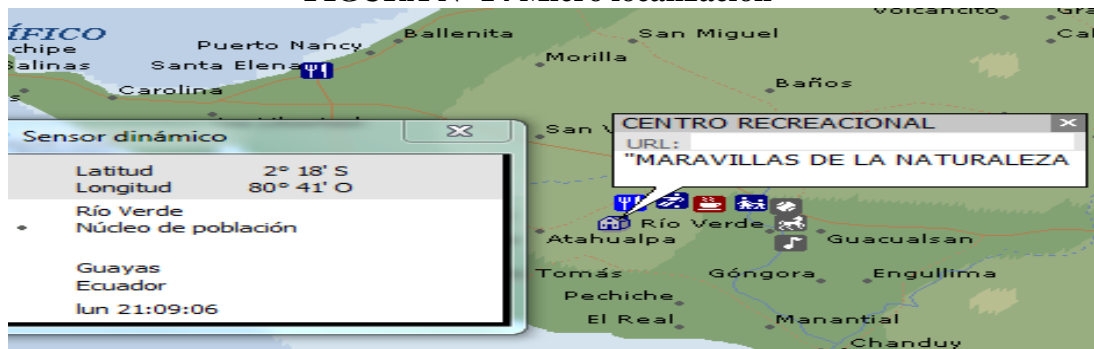 ÍFICO
chipe
Salinas
Puerto Nancy
Ballenita
Santa Elena
Carolina
San Miguel
Morilla
Baños
San V
Sensor dinámico
Latitud 2° 18' S
Longitud 80° 41' O
Río Verde
Núcleo de población
Guayas
Ecuador
lun 21:09:06
CENTRO RECREACIONAL
URL:
"MARAVILLAS DE LA NATURALEZA
Río Verde
Atahualpa
Guacualsan
Tomás
Góngora
Engullima
Pechiche
El Real
Manantial
Chanduy